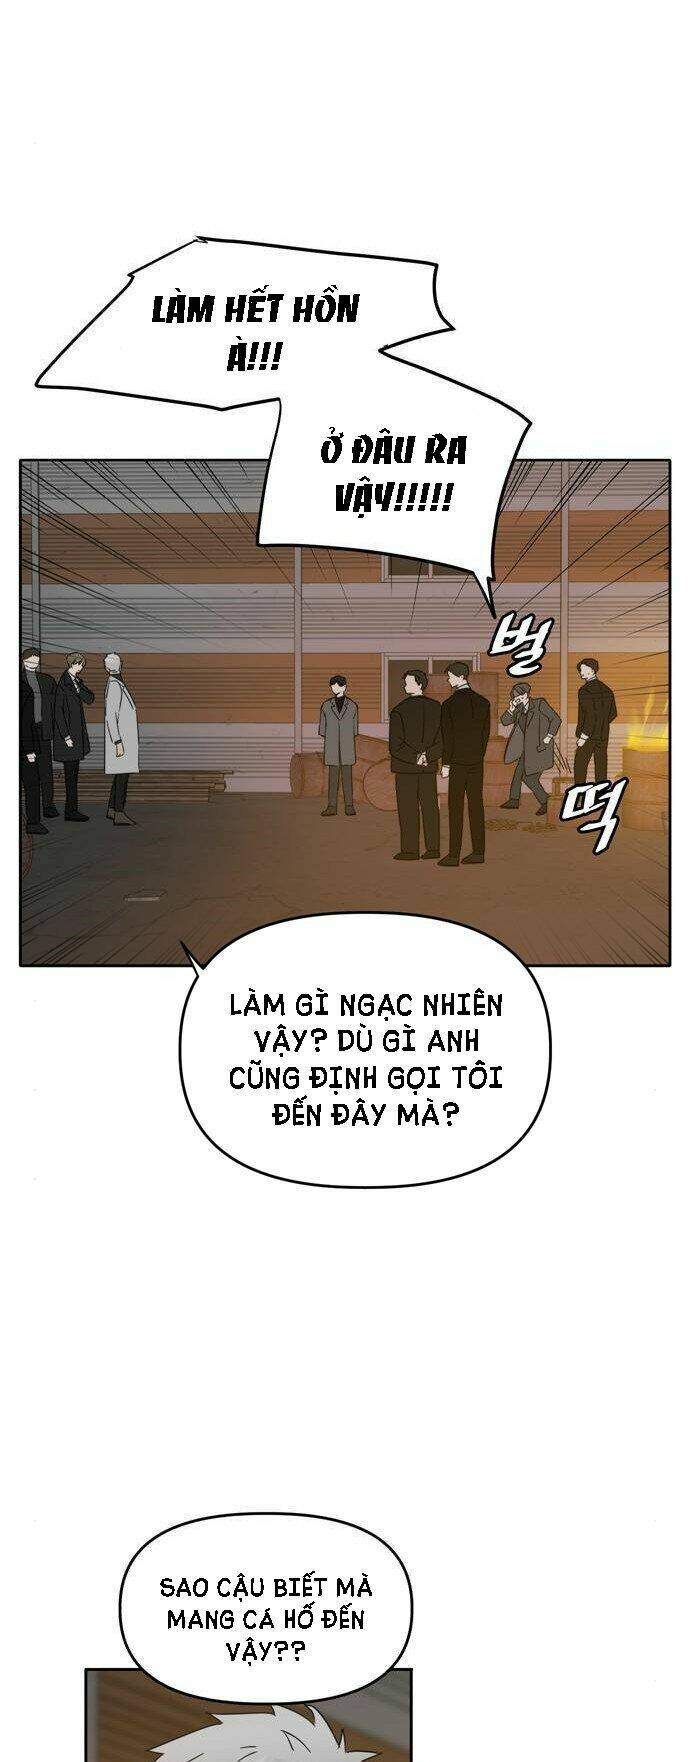 LÀM HẾT HỒN
À!!!
Ở ĐÂU RA
VẬY!!!!!
벌
떡
LÀM GÌ NGẠC NHIÊN
VẬY? DÙ GÌ ANH
CŨNG ĐỊNH GỌI TÔI
ĐẾN ĐÂY MÀ?
SAO CẬU BIẾT MÀ
MANG CÁ HỐ ĐẾN
VẬY??